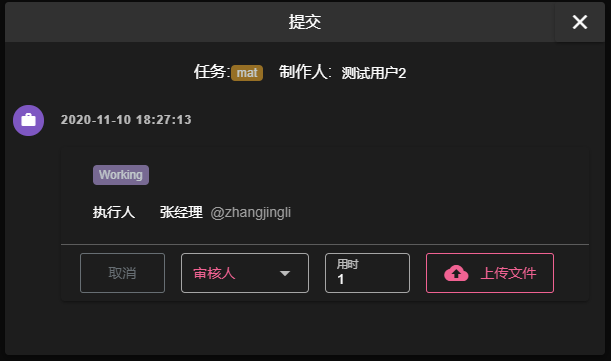 提交
任务:mat 制作人: 测试用户2
2020-11-10 18:27:13
Working
执行人 张经理 @zhangjingli
取消 审核人 用时 1 上传文件